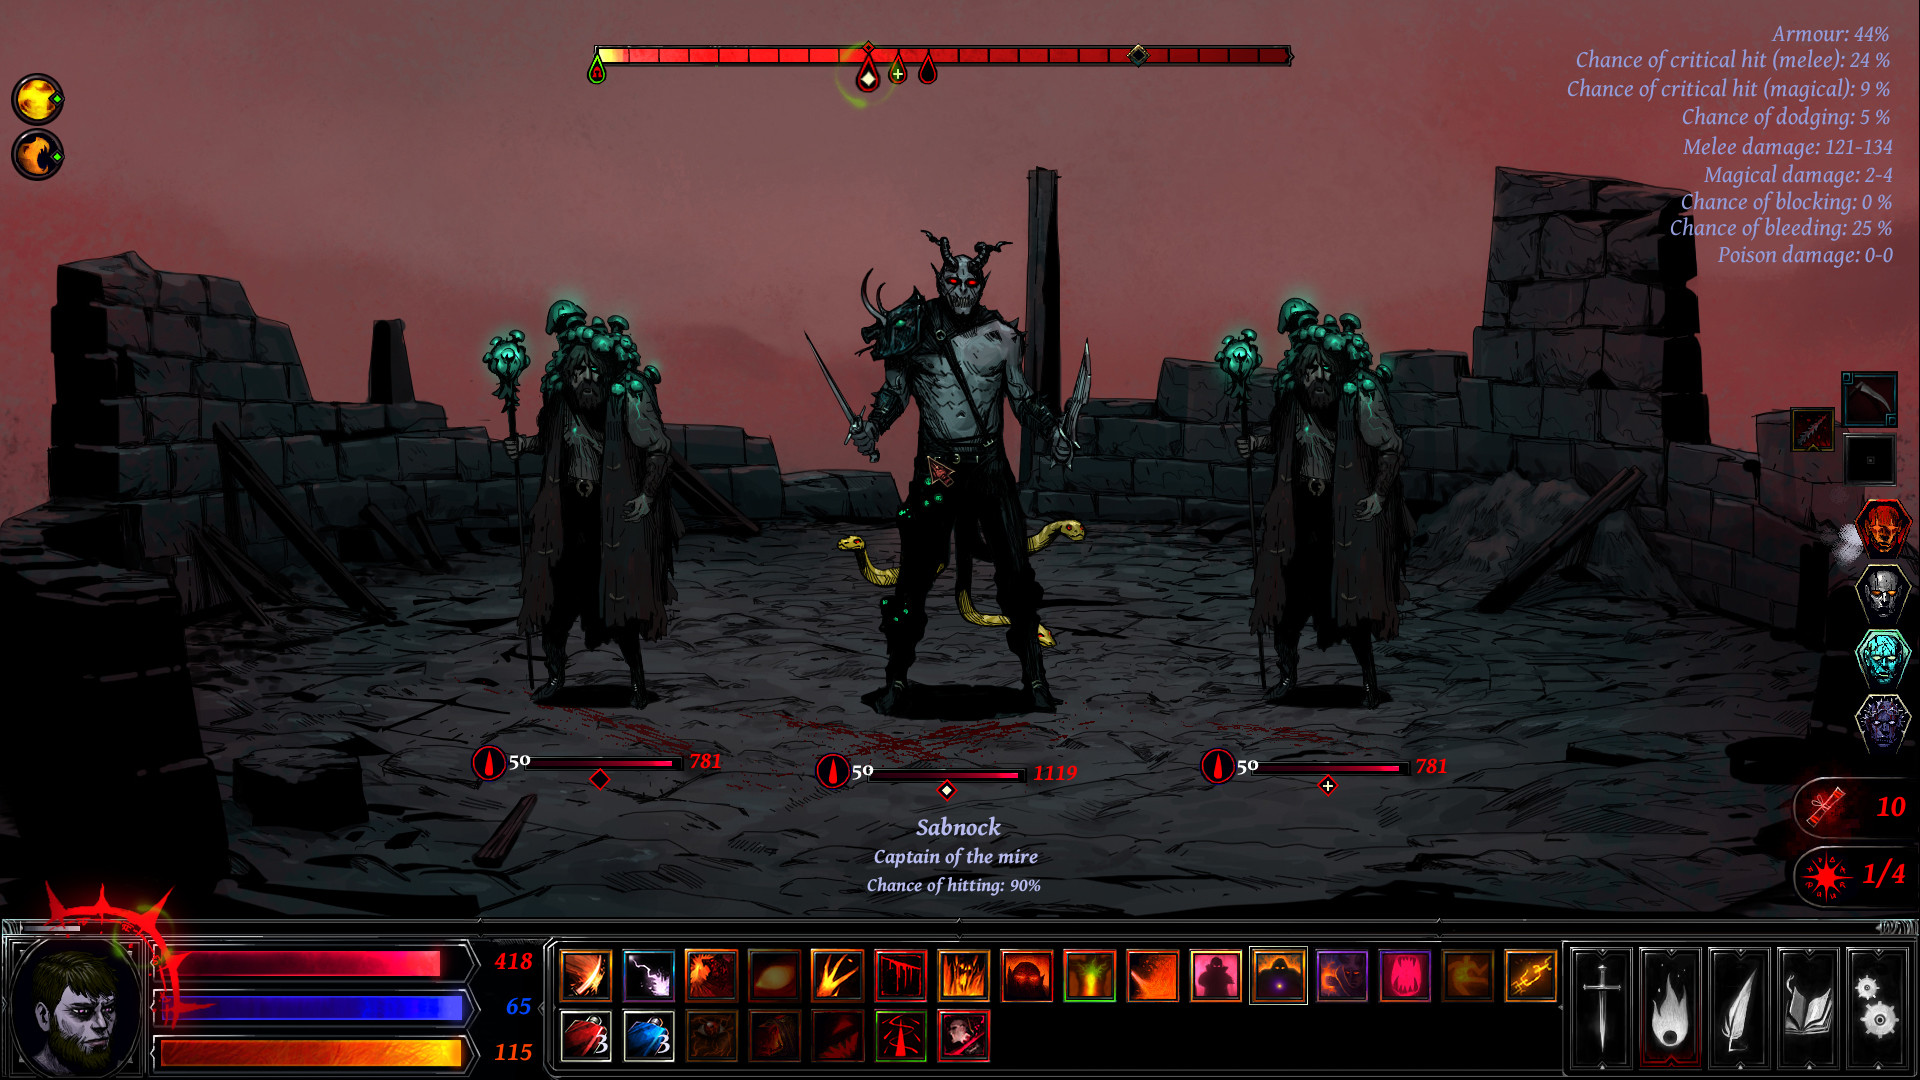 Armour: 44%
Chance of critical hit (melee): 24 %
Chance of critical hit (magical): 9 %
Chance of dodging: 5 %
Melee damage: 121-134
Magical damage: 2-4
Chance of blocking: 0 %
Chance of bleeding: 25 %
Poison damage: 0-0
50 781
50 1119
50 781
Sabnock
Captain of the mire
Chance of hitting: 90%
10
1/4
418
65
115
3
3